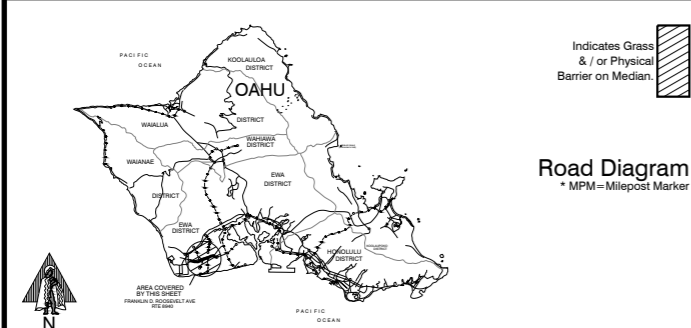 PACIFIC
OCEAN
KOOLAULOA
DISTRICT
OAHU
WAIALUA
DISTRICT
WAHIAWA
DISTRICT
WAIANAE
EWA
DISTRICT
DISTRICT
EWA
DISTRICT
HONOLULU
DISTRICT
AREA COVERED
BY THIS SHEET
FRANKLIN D. ROOSEVELT AVE
RTE 8940
N
PACIFIC
OCEAN
Indicates Grass
& / or Physical
Barrier on Median.
Road Diagram
* MPM=Milepost Marker